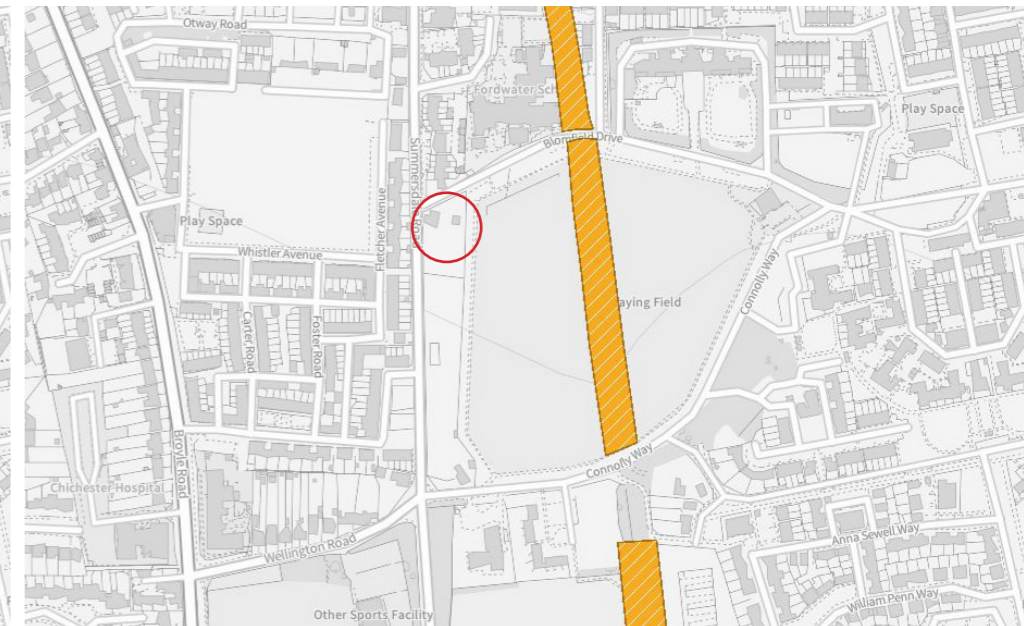 Otway Road
Fordwater Sch
Play Space
Blomfield Drive
Summersdale Road
Fletcher Avenue
Play Space
Whistler Avenue
Connolly Way
aying Field
Carter Road
Foster Road
Broyle Road
Connolly Way
Chichester Hospital
Anna Sewell Way
Wellington Road
William Penn Way
Other Sports Facility